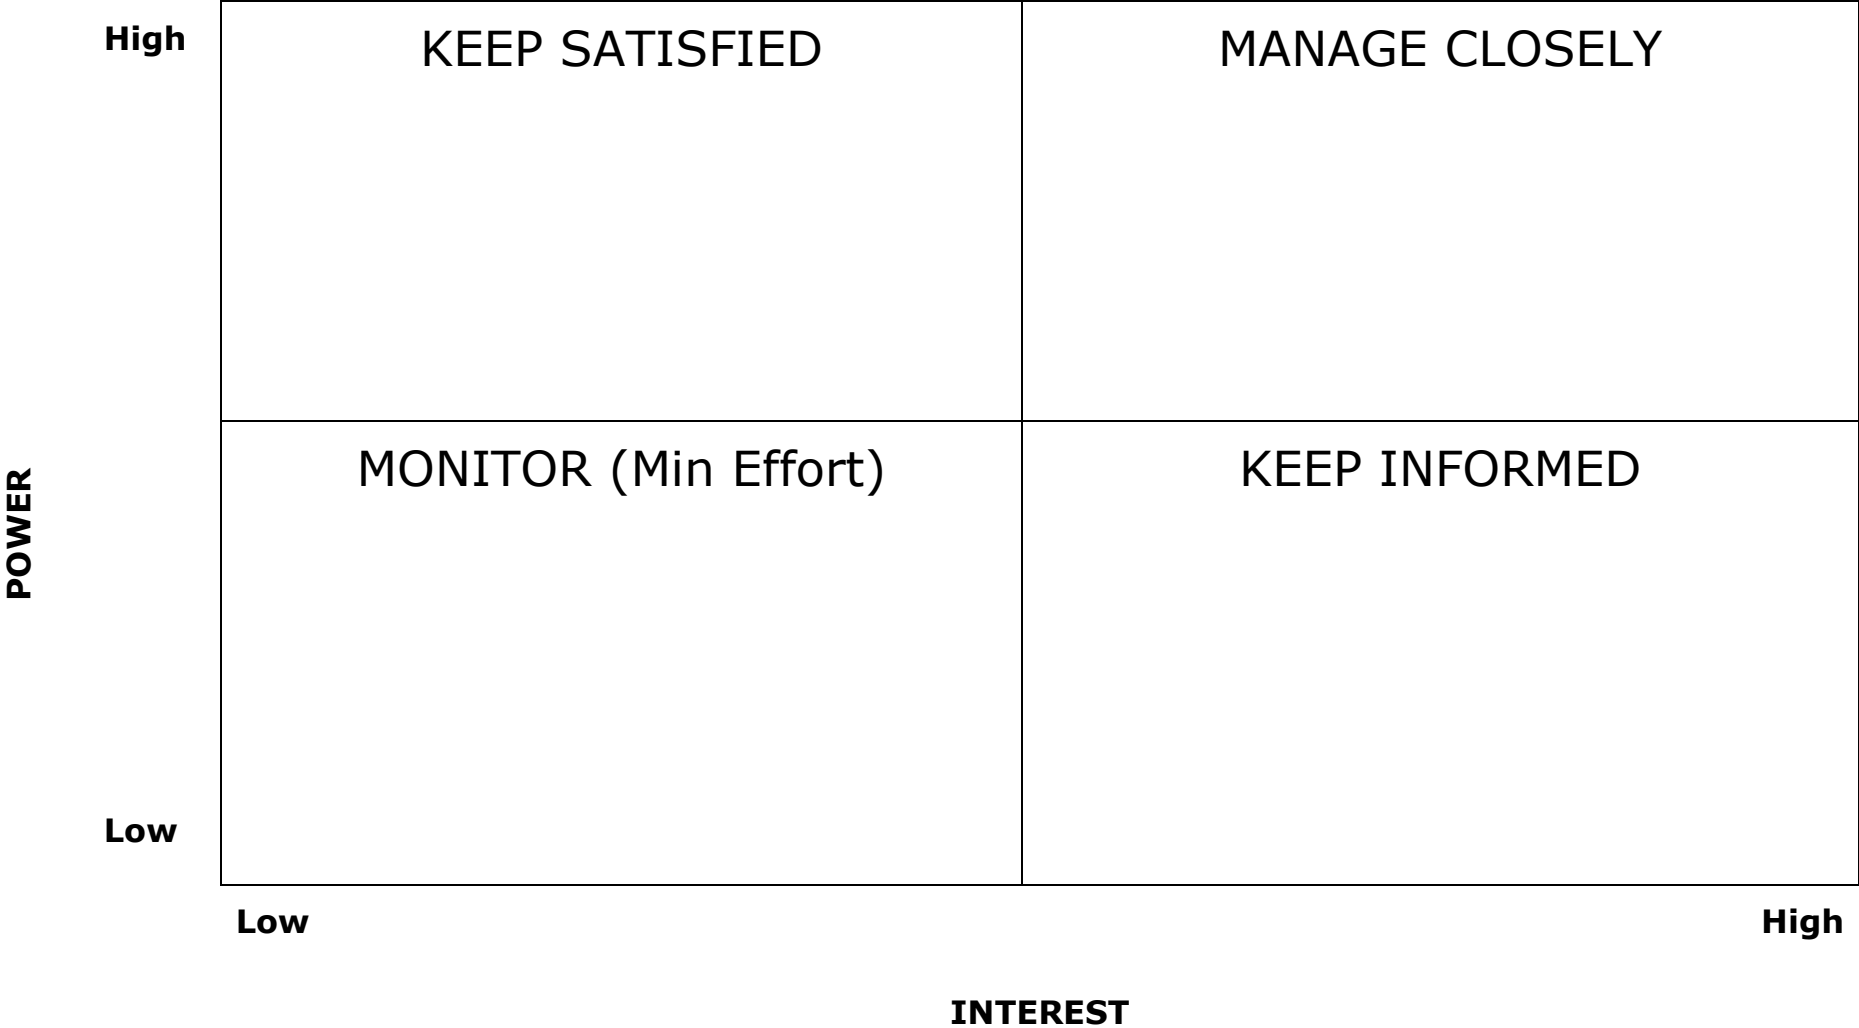 High
KEEP SATISFIED
MANAGE CLOSELY
POWER
MONITOR (Min Effort)
KEEP INFORMED
Low
Low
High
INTEREST